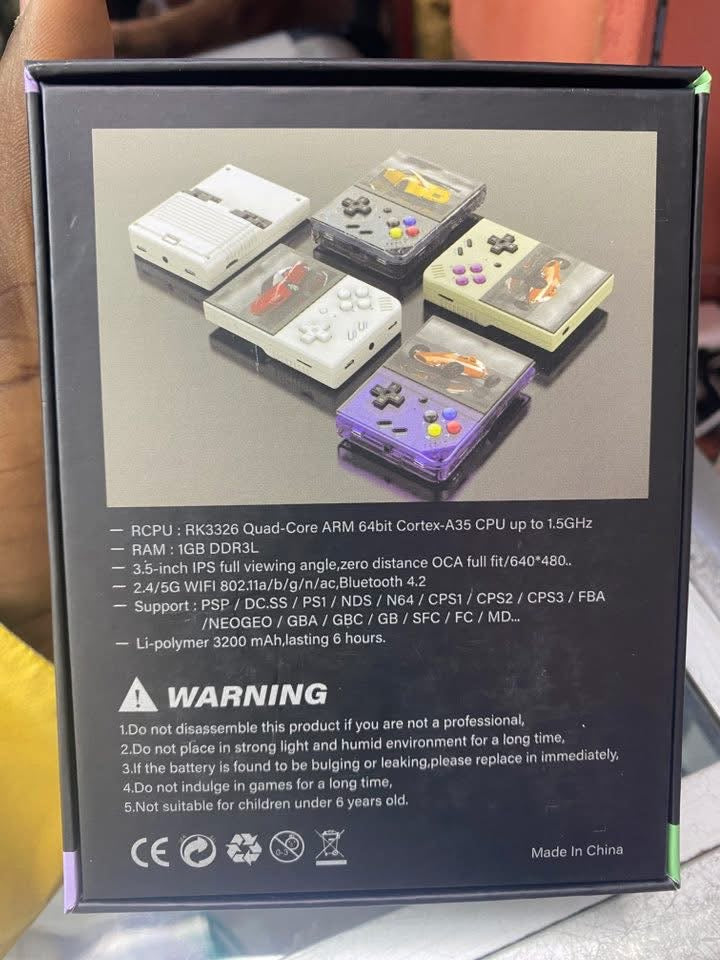 — RCPU : RK3326 Quad-Core ARM 64bit Cortex-A35 CPU up to 1.5GHz
— RAM : 1GB DDR3L
— 3.5-inch IPS full viewing angle,zero distance OCA full fit/640*480..
— 2.4/5G WIFI 802.11a/b/g/n/ac,Bluetooth 4.2
— Support : PSP / DC.SS / PS1 / NDS / N64 / CPS1 / CPS2 / CPS3 / FBA
/NEOGEO / GBA / GBC / GB / SFC / FC / MD...
— Li-polymer 3200 mAh,lasting 6 hours.
WARNING
1.Do not disassemble this product if you are not a professional,
2.Do not place in strong light and humid environment for a long time,
3.If the battery is found to be bulging or leaking,please replace in immediately,
4.Do not indulge in games for a long time,
5.Not suitable for children under 6 years old.
CE 0-3 Made In China